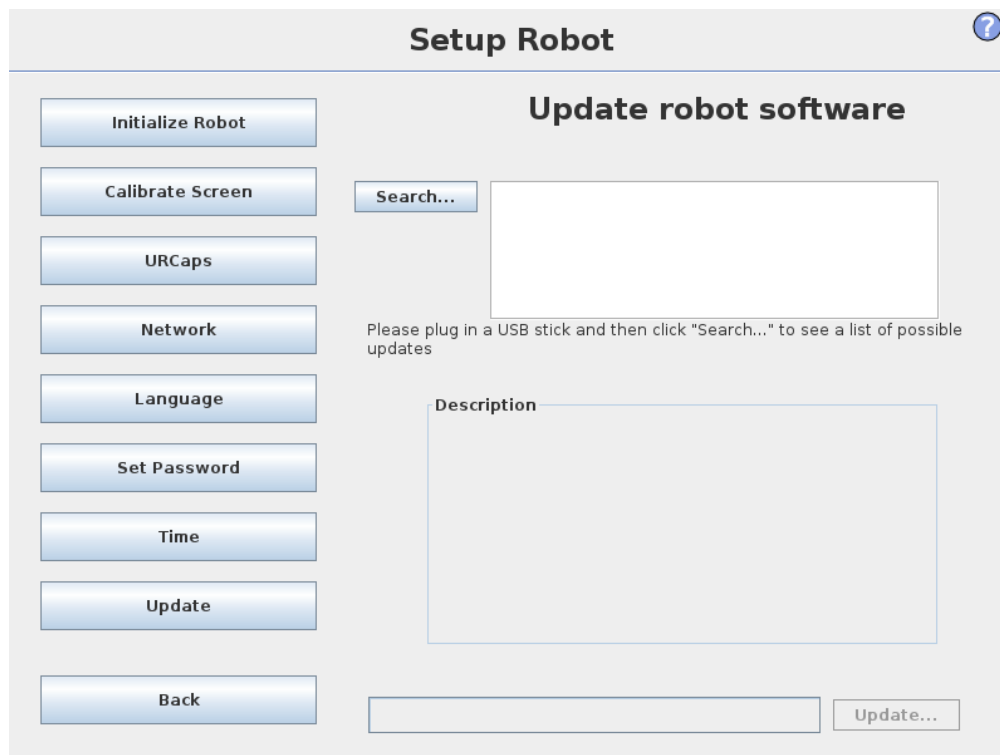 Setup Robot
?
Initialize Robot
Calibrate Screen
URCaps
Network
Language
Set Password
Time
Update
Back
Update robot software
Search...
Please plug in a USB stick and then click "Search..." to see a list of possible
updates
Description
Update...